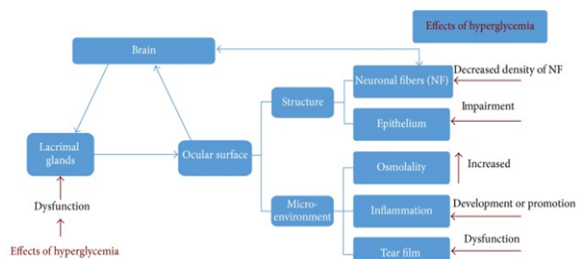 Effects of hyperglycemia
Brain
Decreased density of NF
Neuronal fibers (NF)
Structure
Impairment
Epithelium
Lacrimal
glands
Ocular surface
Osmolality
Increased
Dysfunction
Micro-
environment
Inflammation
Development or promotion
Effects of hyperglycemia
Dysfunction
Tear film